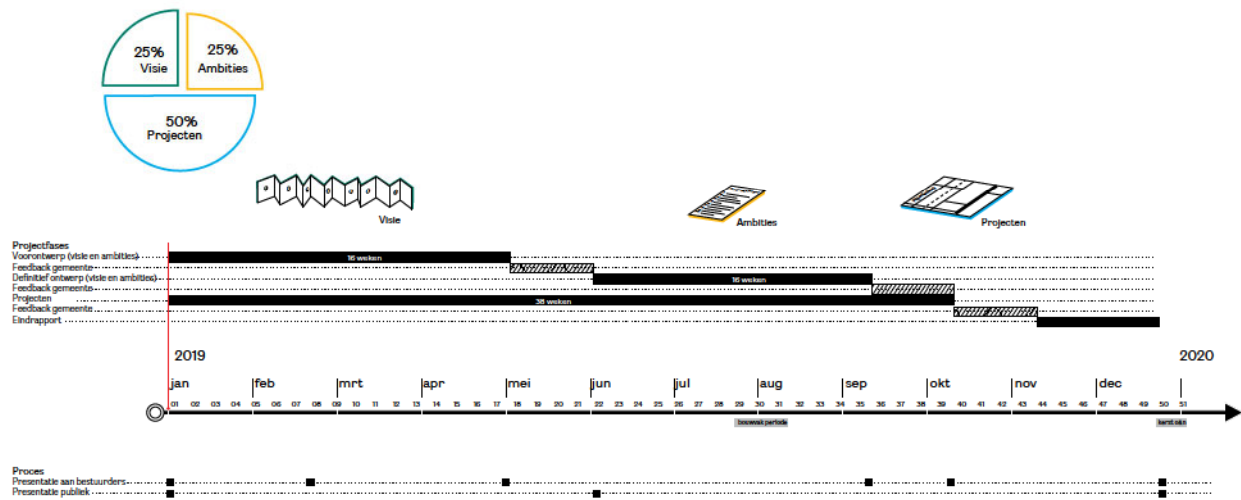 25%
Visie
25%
Ambities
50%
Projecten
Visie
Ambities
Projecten
Projectfases
Voorontwerp (visie en ambities)
16 weken
Feedback gemeente
Definitief ontwerp (visie en ambities)
16 weken
Feedback gemeente
Projecten
38 weken
Feedback gemeente
Eindrapport
2019 2020
jan feb mrt apr mei jun jul aug sep okt nov dec
01 02 03 04 05 06 07 08 09 10 11 12 13 14 15 16 17 18 19 20 21 22 23 24 25 26 27 28 29 30 31 32 33 34 35 36 37 38 39 40 41 42 43 44 45 46 47 48 49 50 51
bouwvak periode
Proces
Presentatie aan bestuurders
Presentatie publiek